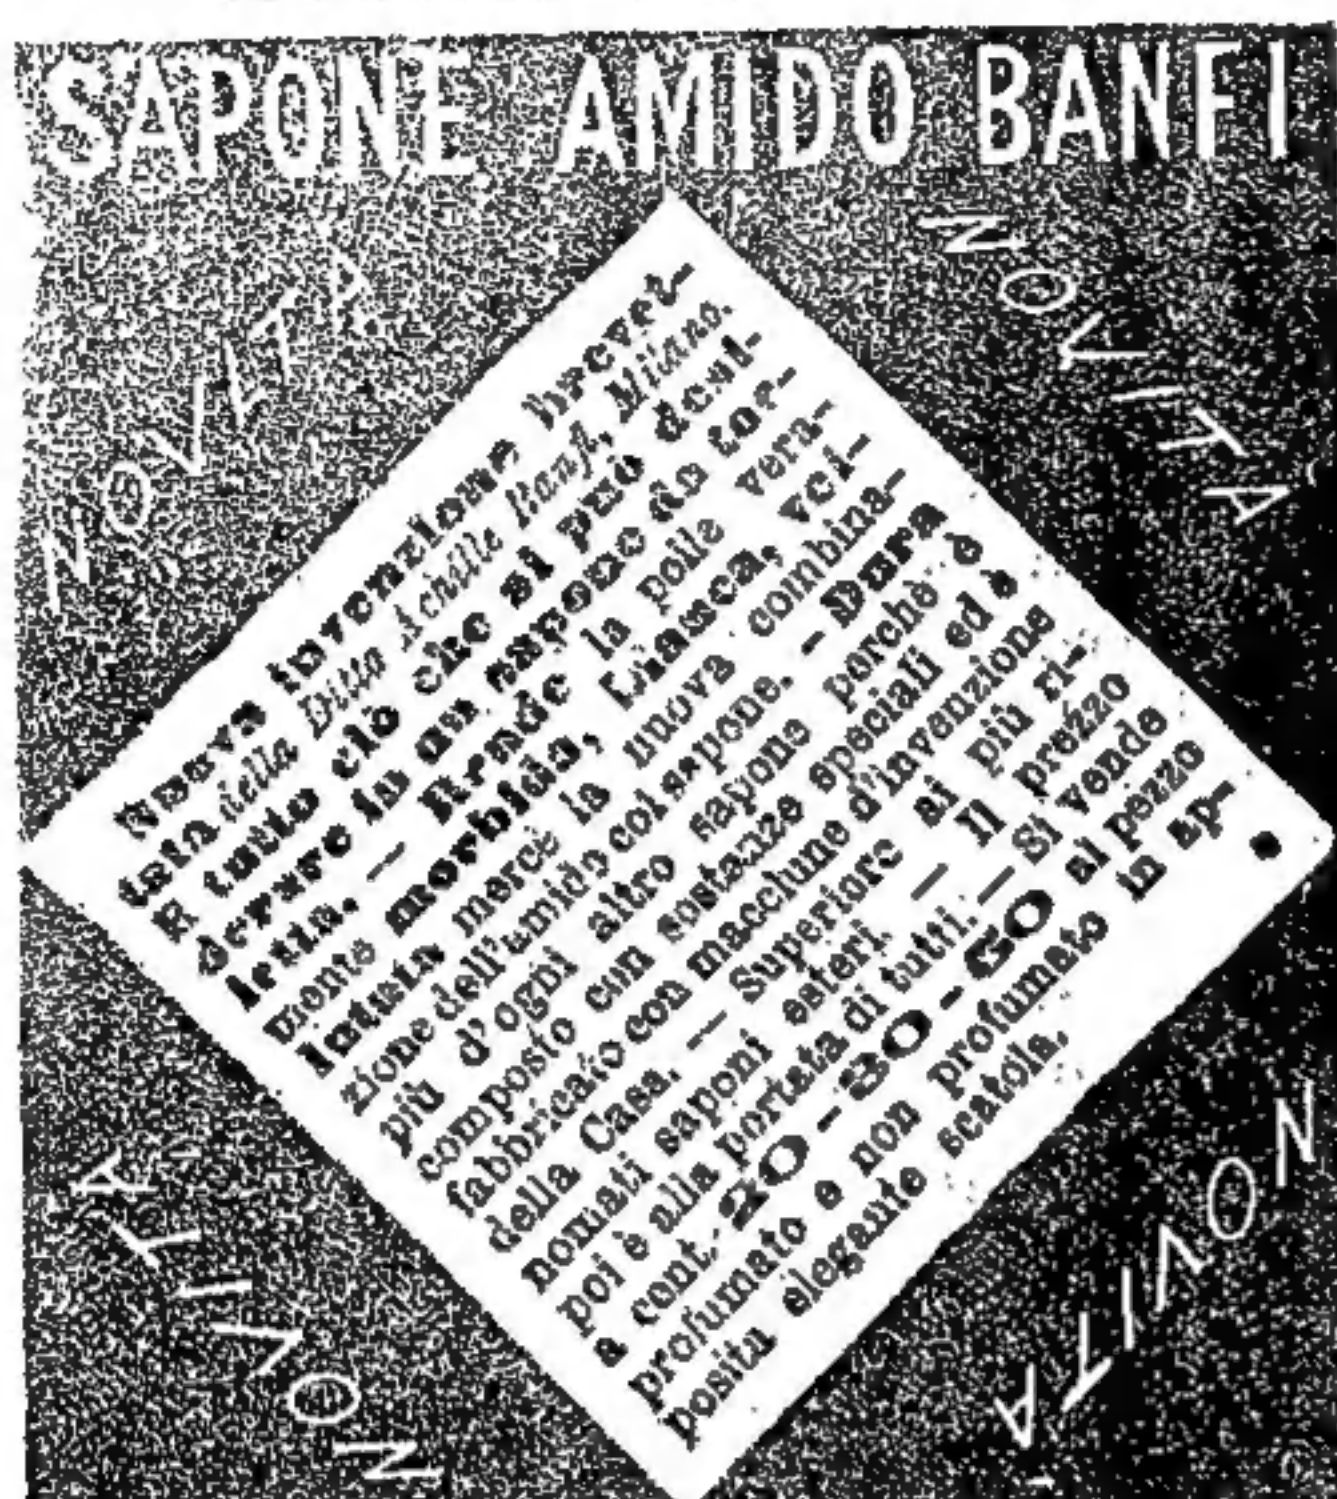 SAPONE AMIDO BANFI
NOVITÀ
NOVITA
Nuova invenzione brevet-
tata della Ditta Achille Banfi, Milano.
È tutto ciò che si può desi-
derare in un sapone da toe-
letta. — Rende la pelle vera-
mente morbida, bianca, vel-
lutata mercè la nuova combina-
zione dell'amido col sapone. — Dura
più d'ogni altro sapone perchè è
composto con sostanze speciali ed è
fabbricato con macchine d'invenzione
della Casa. — Superiore ai più ri-
nomati saponi esteri. — Il prezzo
poi è alla portata di tutti. — Si vende
a cent. 20-30-50 al pezzo
profumato e non profumato in ap-
posita elegante scatola.
NOVITA
NOVITA'